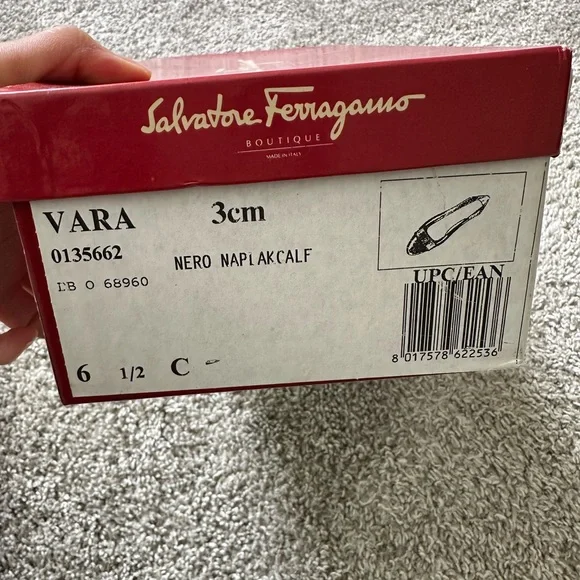 Salvatore Ferragamo
BOUTIQUE
MADE IN ITALY
VARA 3cm
0135662
NERO NAPLAKCALF
DB O 68960
UPC/EAN
6 1/2 C
8 017578 622536